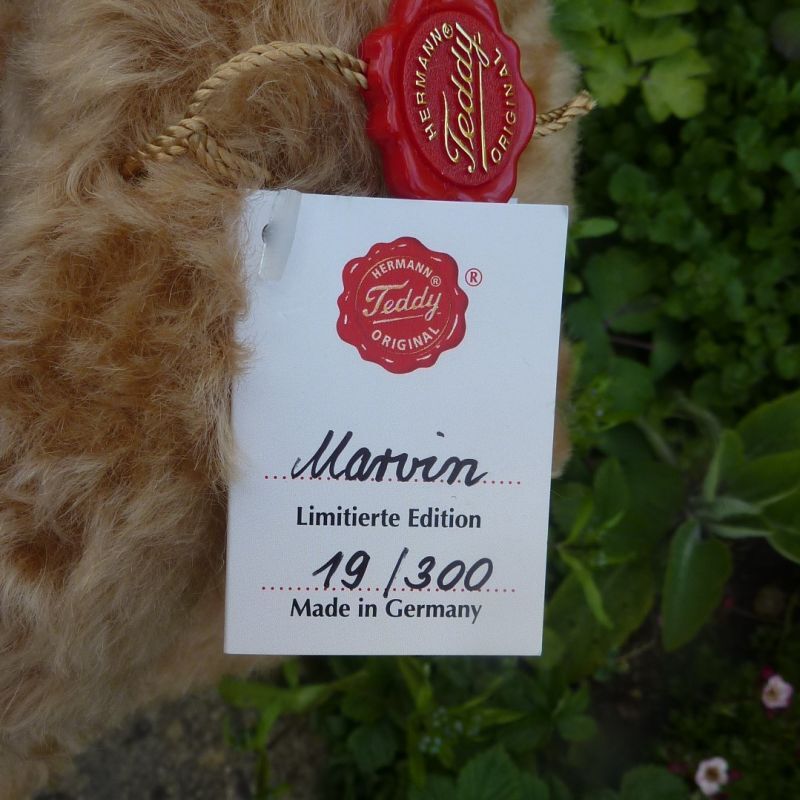 HERMANN®
Teddy
ORIGINAL
HERMANN®
Teddy
ORIGINAL
®
Marvin
Limitierte Edition
19/300
Made in Germany